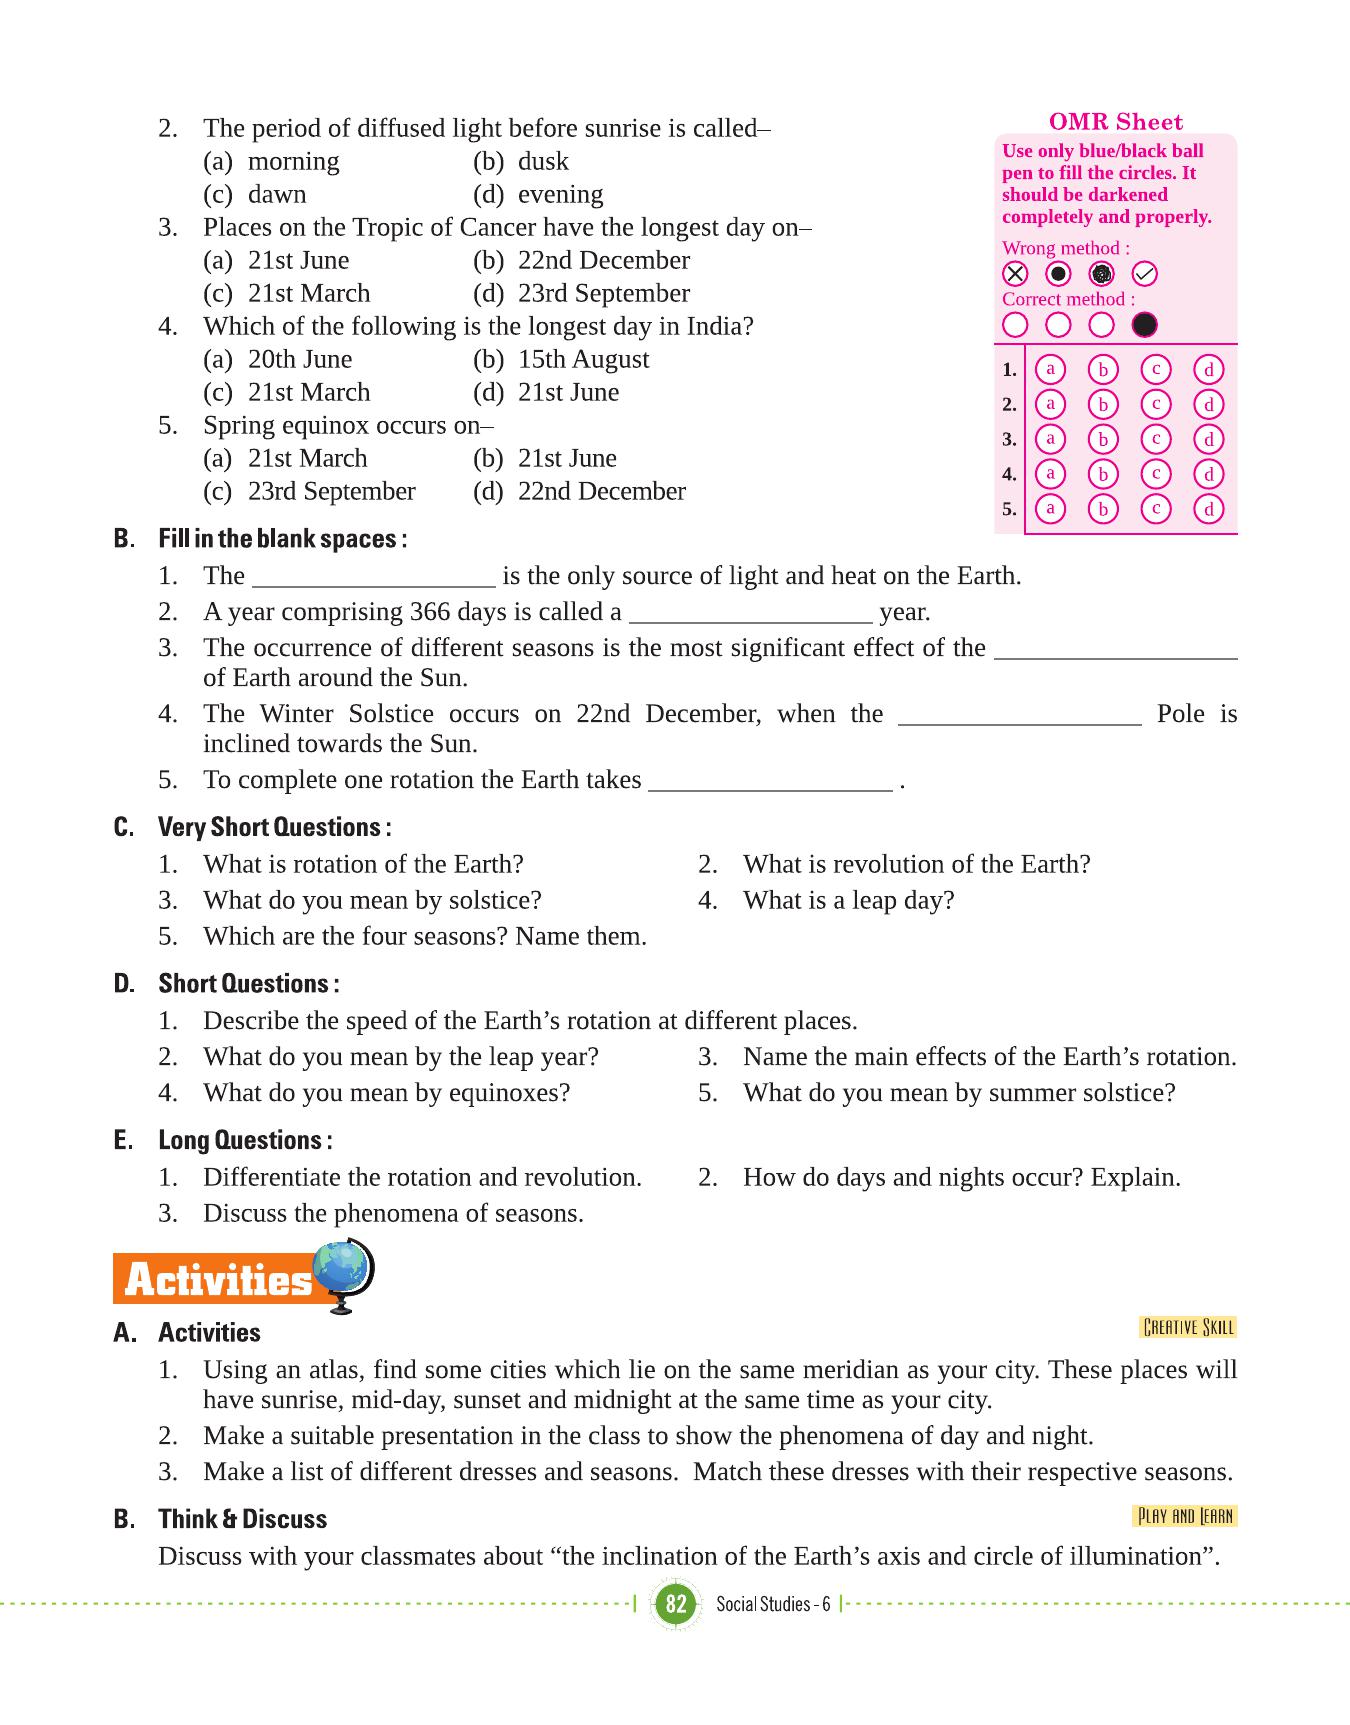 2. The period of diffused light before sunrise is called–
(a) morning (b) dusk
(c) dawn (d) evening
3. Places on the Tropic of Cancer have the longest day on–
(a) 21st June (b) 22nd December
(c) 21st March (d) 23rd September
4. Which of the following is the longest day in India?
(a) 20th June (b) 15th August
(c) 21st March (d) 21st June
5. Spring equinox occurs on–
(a) 21st March (b) 21st June
(c) 23rd September (d) 22nd December
OMR Sheet
Use only blue/black ball
pen to fill the circles. It
should be darkened
completely and properly.
Wrong method :
Correct method :
1. a b c d
2. a b c d
3. a b c d
4. a b c d
5. a b c d
B. Fill in the blank spaces :
1. The __________________ is the only source of light and heat on the Earth.
2. A year comprising 366 days is called a __________________ year.
3. The occurrence of different seasons is the most significant effect of the __________________
of Earth around the Sun.
4. The Winter Solstice occurs on 22nd December, when the __________________ Pole is
inclined towards the Sun.
5. To complete one rotation the Earth takes __________________ .
C. Very Short Questions :
1. What is rotation of the Earth? 2. What is revolution of the Earth?
3. What do you mean by solstice? 4. What is a leap day?
5. Which are the four seasons? Name them.
D. Short Questions :
1. Describe the speed of the Earth’s rotation at different places.
2. What do you mean by the leap year? 3. Name the main effects of the Earth’s rotation.
4. What do you mean by equinoxes? 5. What do you mean by summer solstice?
E. Long Questions :
1. Differentiate the rotation and revolution. 2. How do days and nights occur? Explain.
3. Discuss the phenomena of seasons.
Activities
A. Activities CREATIVE SKILL
1. Using an atlas, find some cities which lie on the same meridian as your city. These places will
have sunrise, mid-day, sunset and midnight at the same time as your city.
2. Make a suitable presentation in the class to show the phenomena of day and night.
3. Make a list of different dresses and seasons. Match these dresses with their respective seasons.
B. Think & Discuss PLAY AND LEARN
Discuss with your classmates about “the inclination of the Earth’s axis and circle of illumination”.
82 Social Studies - 6